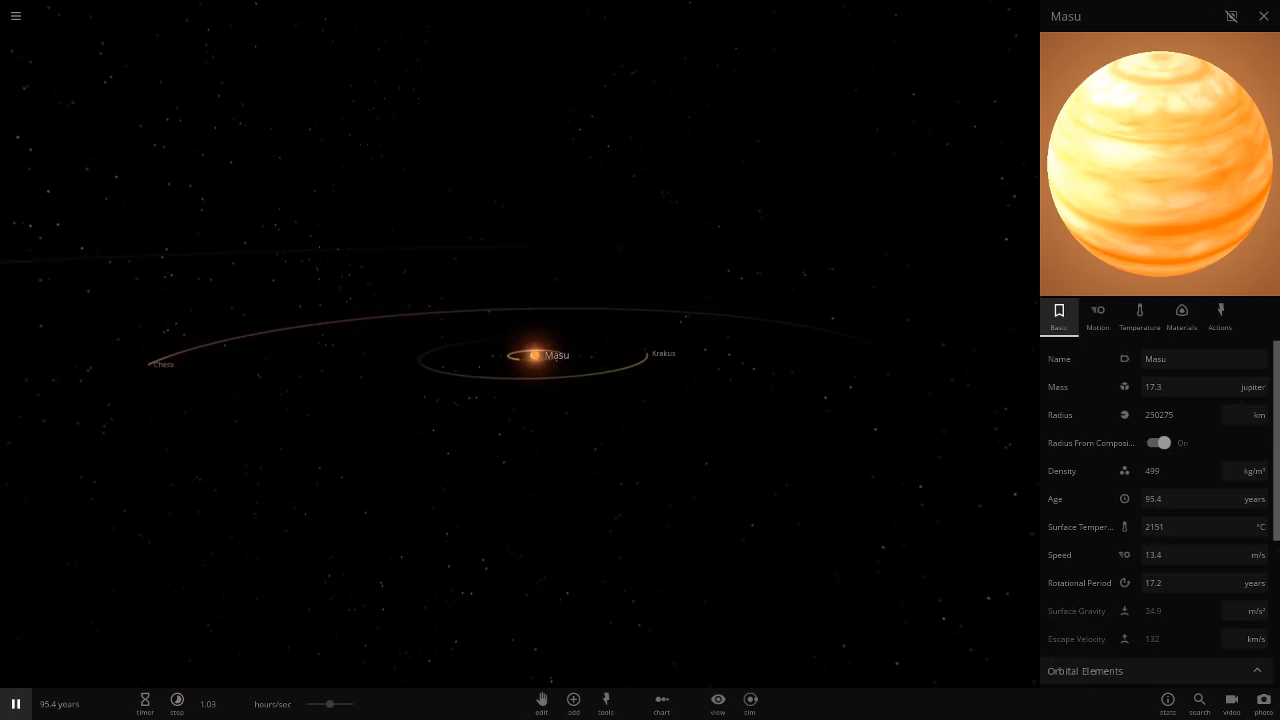 Masu
Chera
Masu
Krakus
Basic Motion Temperature Materials Actions
Name Masu
Mass 17.3 jupiter
Radius 250275 km
Radius From Composi... On
Density 499 kg/m³
Age 95.4 years
Surface Temper... 2151 °C
Speed 13.4 m/s
Rotational Period 17.2 years
Surface Gravity 34.9 m/s²
Escape Velocity 132 km/s
Orbital Elements
95.4 years timer step 1.03 hours/sec edit add tools chart view sim stats search video photo